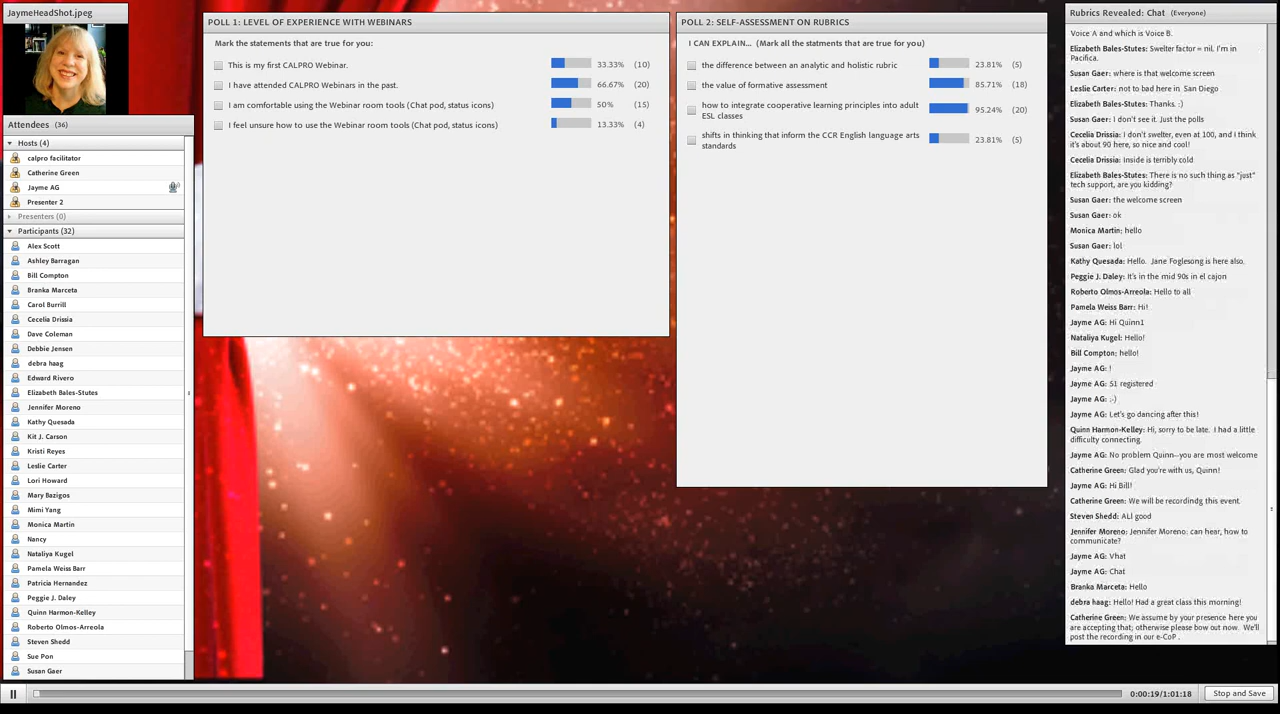 JaymeHeadShot.jpeg
Attendees (36)
Hosts (4)
calpro facilitator
Catherine Green
Jayme AG
Presenter 2
Presenters (0)
Participants (32)
Alex Scott
Ashley Barragan
Bill Compton
Branka Marceta
Carol Burrill
Cecelia Drissia
Dave Coleman
Debbie Jensen
debra haag
Edward Rivero
Elizabeth Bales-Stutes
Jennifer Moreno
Kathy Quesada
Kit J. Carson
Kristi Reyes
Leslie Carter
Lori Howard
Mary Bazigos
Mimi Yang
Monica Martin
Nancy
Nataliya Kugel
Pamela Weiss Barr
Patricia Hernandez
Peggie J. Daley
Quinn Harmon-Kelley
Roberto Olmos-Arreola
Steven Shedd
Sue Pon
Susan Gaer
POLL 1: LEVEL OF EXPERIENCE WITH WEBINARS
Mark the statements that are true for you:
This is my first CALPRO Webinar. 33.33% (10)
I have attended CALPRO Webinars in the past. 66.67% (20)
I am comfortable using the Webinar room tools (Chat pod, status icons) 50% (15)
I feel unsure how to use the Webinar room tools (Chat pod, status icons) 13.33% (4)
POLL 2: SELF-ASSESSMENT ON RUBRICS
I CAN EXPLAIN... (Mark all the statments that are true for you)
the difference between an analytic and holistic rubric 23.81% (5)
the value of formative assessment 85.71% (18)
how to integrate cooperative learning principles into adult
ESL classes 95.24% (20)
shifts in thinking that inform the CCR English language arts
standards 23.81% (5)
Rubrics Revealed: Chat (Everyone)
Voice A and which is Voice B.
Elizabeth Bales-Stutes: Swelter factor = nil. I'm in
Pacifica.
Susan Gaer: where is that welcome screen
Leslie Carter: not to bad here in San Diego
Elizabeth Bales-Stutes: Thanks. :)
Susan Gaer: I don't see it. Just the polls
Cecelia Drissia: I don't swelter, even at 100, and I think
it's about 90 here, so nice and cool!
Cecelia Drissia: Inside is terribly cold
Elizabeth Bales-Stutes: There is no such thing as "just"
tech support, are you kidding?
Susan Gaer: the welcome screen
Susan Gaer: ok
Monica Martin: hello
Susan Gaer: lol
Kathy Quesada: Hello. Jane Foglesong is here also.
Peggie J. Daley: It's in the mid 90s in el cajon
Roberto Olmos-Arreola: Hello to all
Pamela Weiss Barr: Hi!
Jayme AG: Hi Quinn1
Nataliya Kugel: Hello!
Bill Compton: hello!
Jayme AG: !
Jayme AG: 51 registered
Jayme AG: :-)
Jayme AG: Let's go dancing after this!
Quinn Harmon-Kelley: Hi, sorry to be late. I had a little
difficulty connecting.
Jayme AG: No problem Quinn--you are most welcome
Catherine Green: Glad you're with us, Quinn!
Jayme AG: Hi Bill!
Catherine Green: We will be recordindg this event.
Steven Shedd: ALl good
Jennifer Moreno: Jennifer Moreno: can hear, how to
communicate?
Jayme AG: Vhat
Jayme AG: Chat
Branka Marceta: Hello
debra haag: Hello! Had a great class this morning!
Catherine Green: We assume by your presence here you
are accepting that; otherwise please bow out now. We'll
post the recording in our e-CoP .
0:00:19/1:01:18
Stop and Save